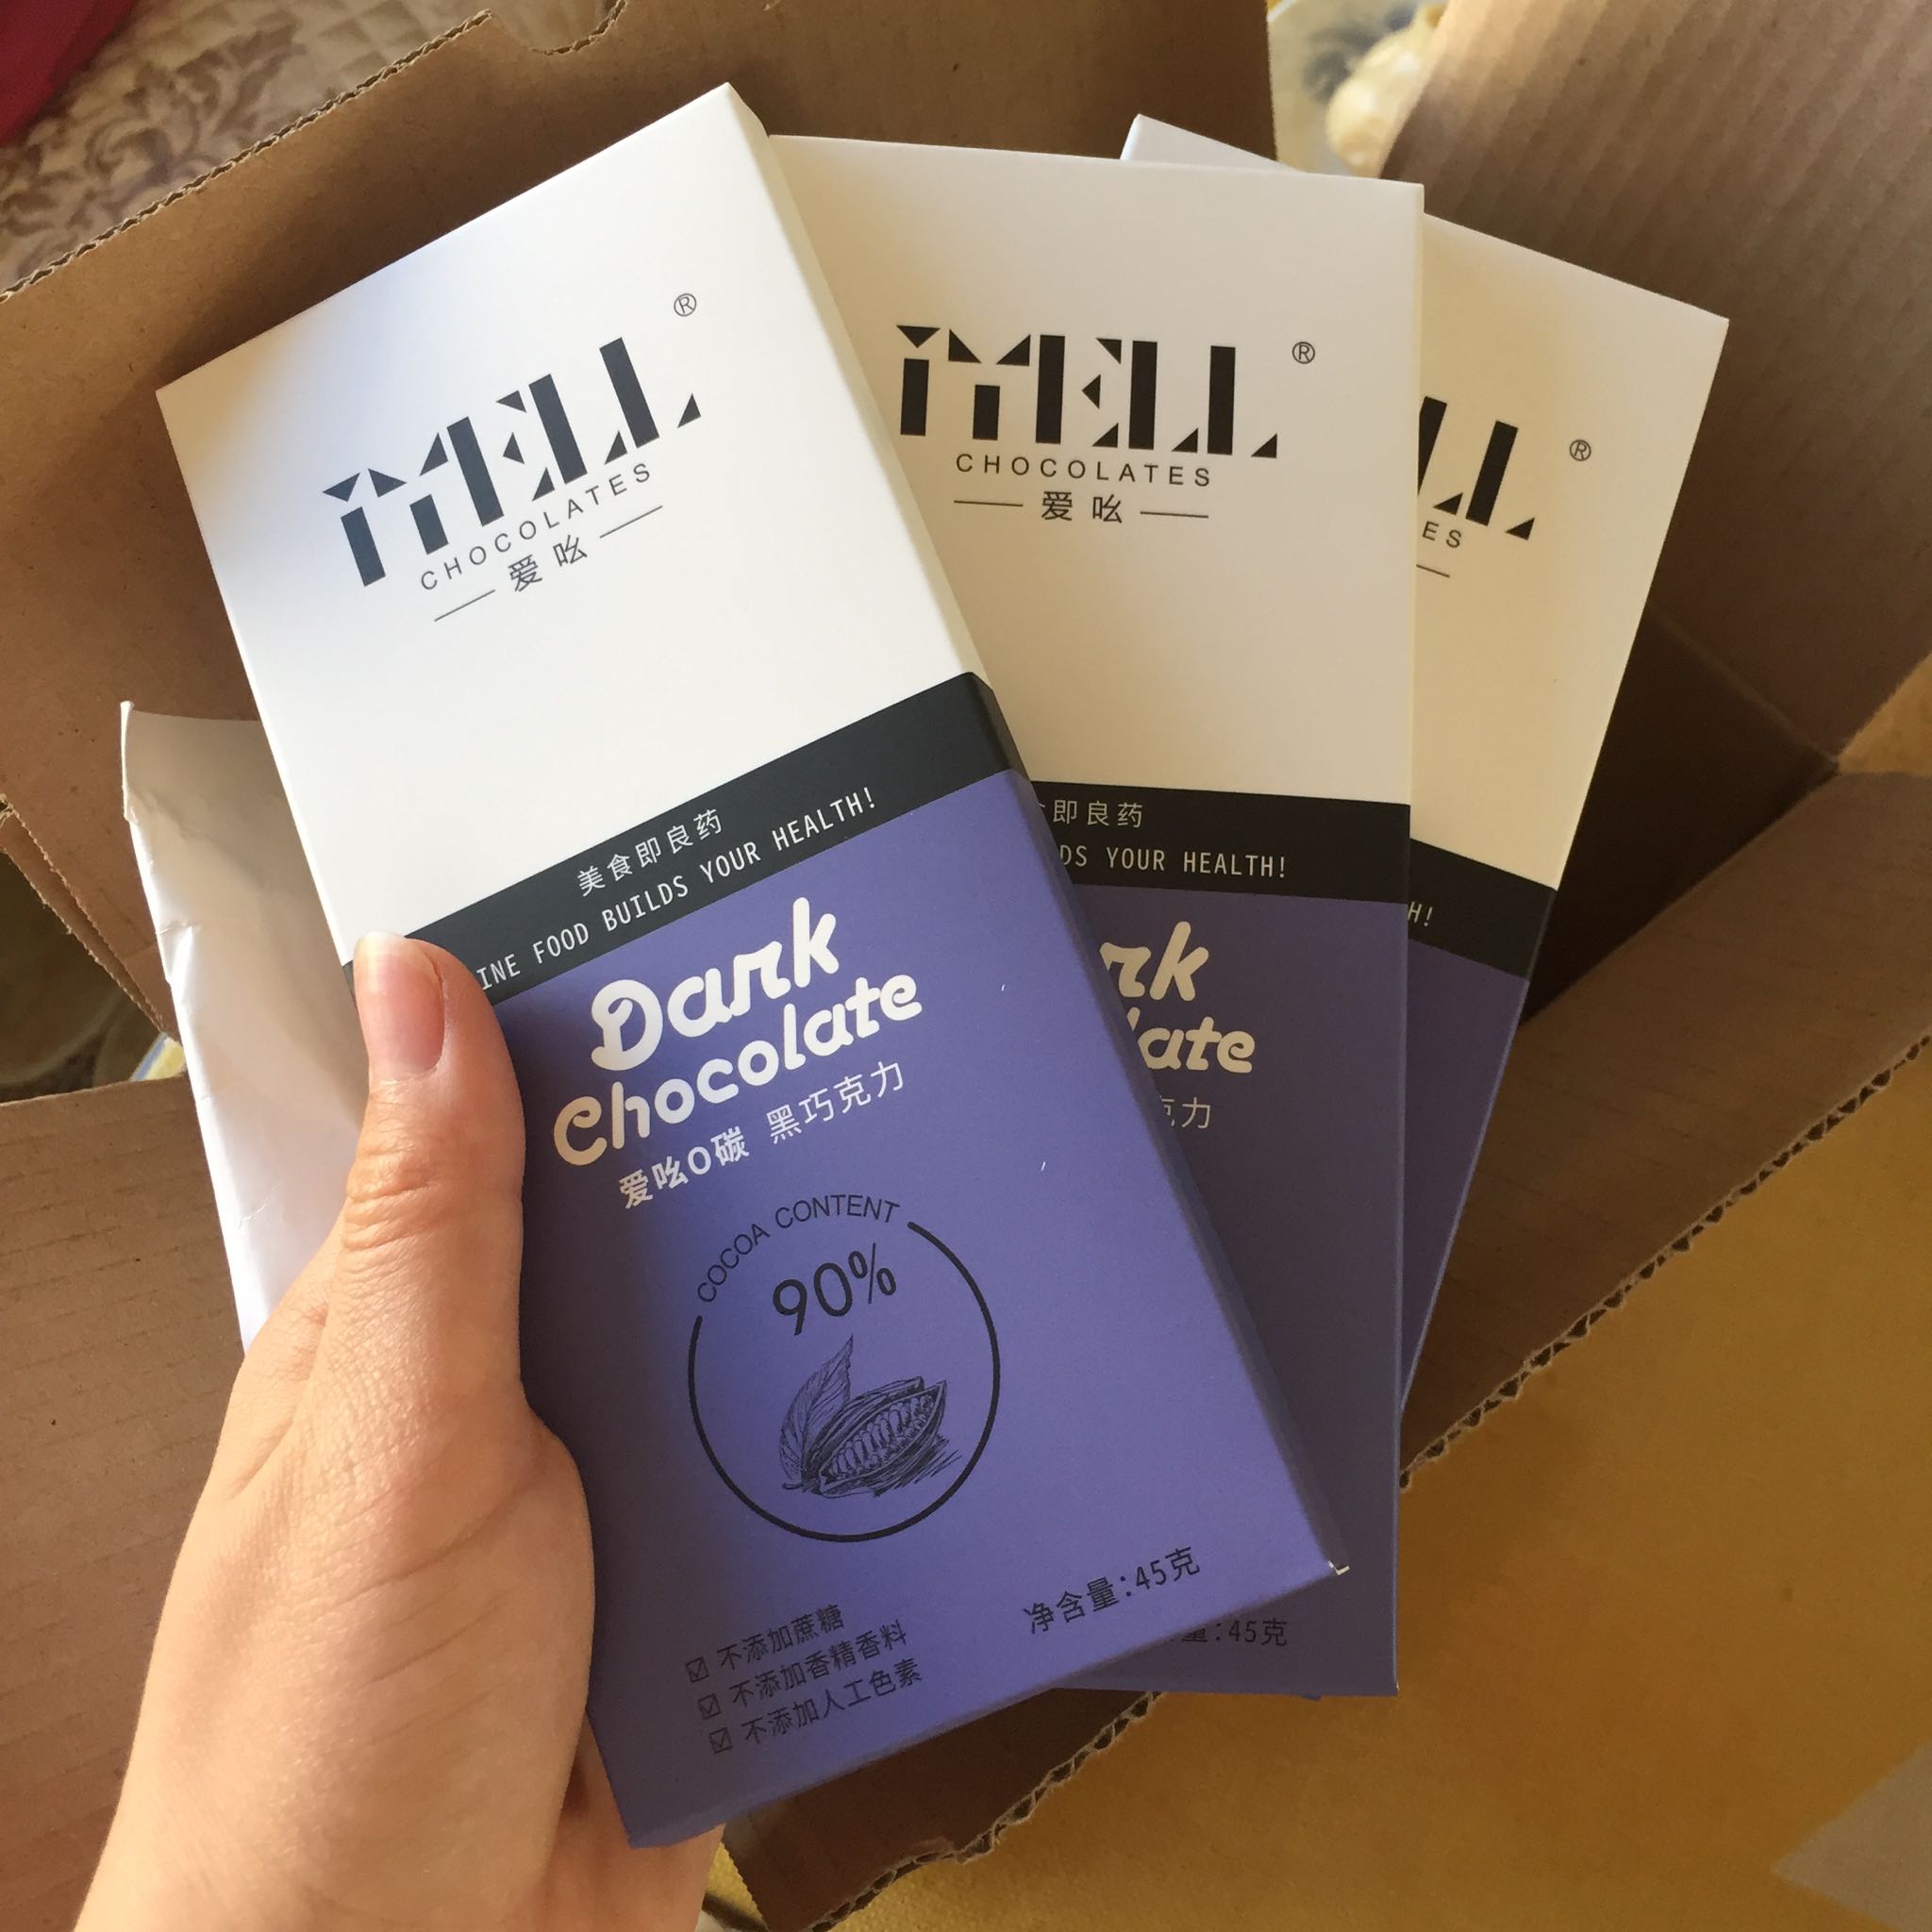 iMELL®
CHOCOLATES
爱吆
美食即良药
INE FOOD BUILDS YOUR HEALTH!
Dark
Chocolate
爱吆0碳 黑巧克力
COCOA CONTENT
90%
净含量:45克
☑ 不添加蔗糖
☑ 不添加香精香料
☑ 不添加人工色素
iMELL®
CHOCOLATES
爱吆
即良药
DS YOUR HEALTH!
rk
late
克力
量:45克
LL®
ES
H!